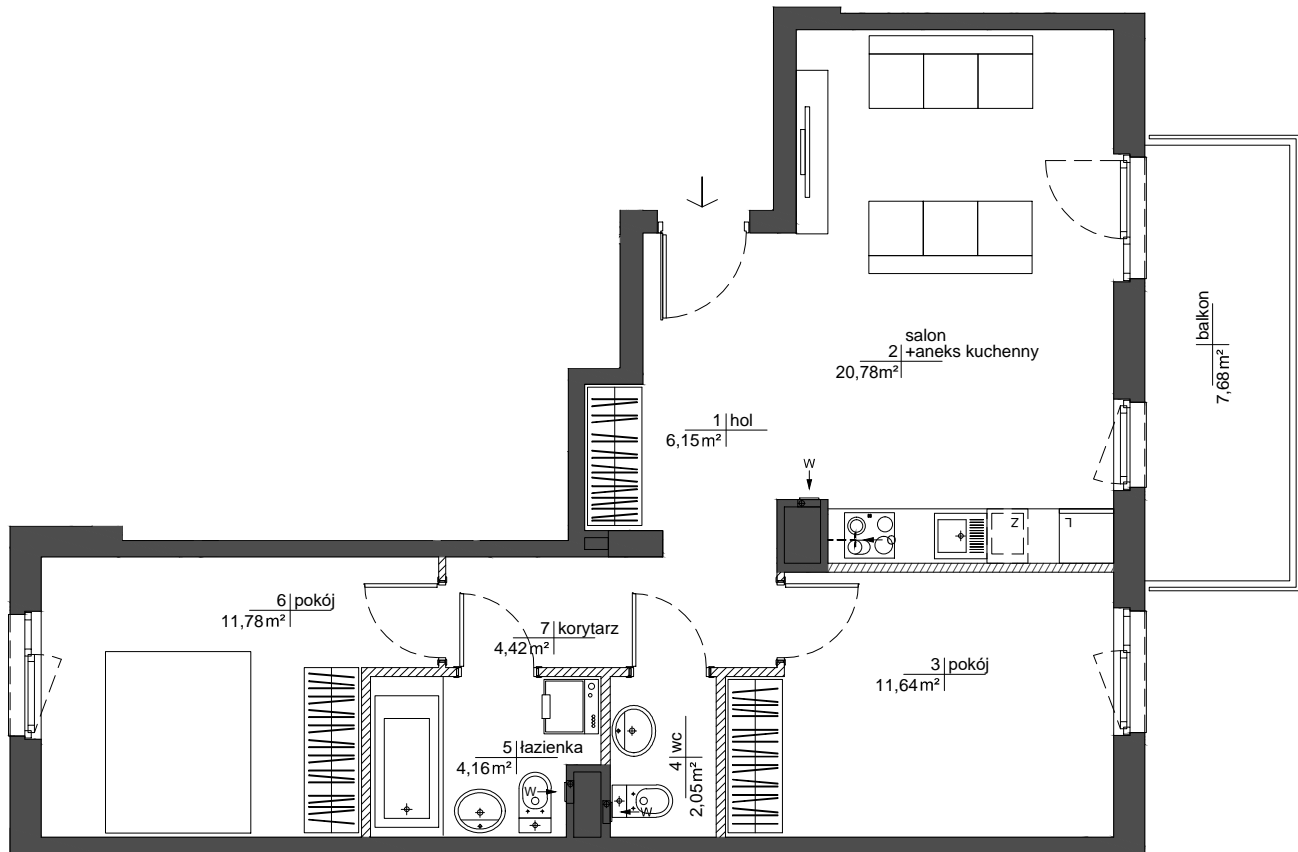 salon
2 +aneks kuchenny
20,78m²
balkon
7,68m²
1 hol
6,15m²
W
Z
L
6 pokój
11,78m²
7 korytarz
4,42m²
3 pokój
11,64m²
5 łazienka
4,16m²
4 wc
2,05m²
W
W